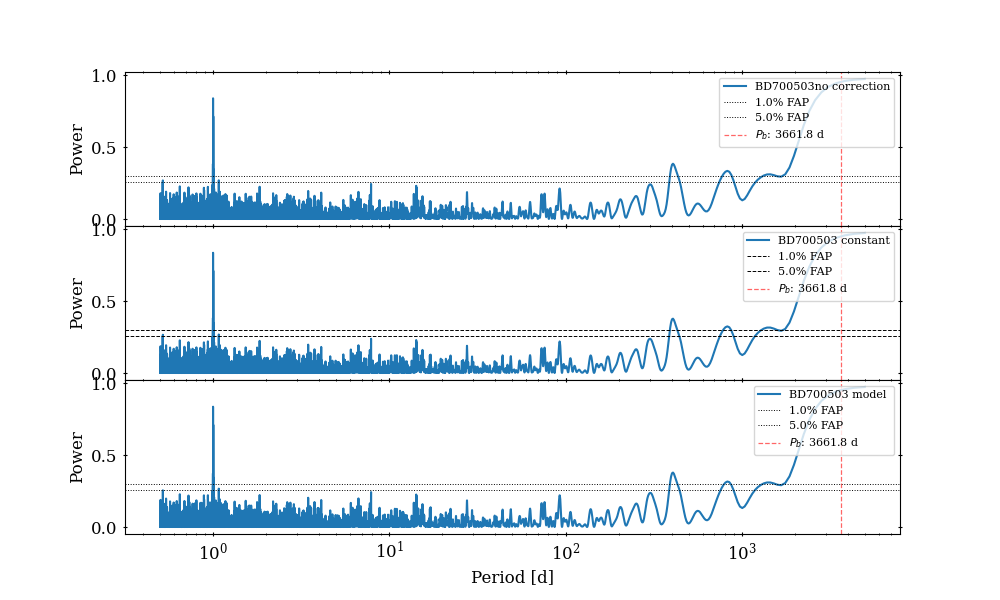 1.0
0.5
0.0
Power
BD700503no correction
1.0% FAP
5.0% FAP
P_b: 3661.8 d
1.0
0.5
0.0
Power
BD700503 constant
1.0% FAP
5.0% FAP
P_b: 3661.8 d
1.0
0.5
0.0
Power
BD700503 model
1.0% FAP
5.0% FAP
P_b: 3661.8 d
10^0 10^1 10^2 10^3
Period [d]